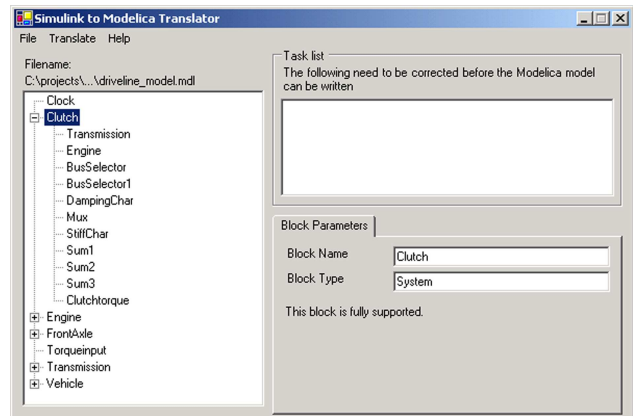 Simulink to Modelica Translator
File Translate Help
Filename:
C:\projects\...\driveline_model.mdl
Clock
Clutch
Transmission
Engine
BusSelector
BusSelector1
DampingChar
Mux
StiffChar
Sum1
Sum2
Sum3
Clutchtorque
Engine
FrontAxle
Torqueinput
Transmission
Vehicle
Task list
The following need to be corrected before the Modelica model
can be written
Block Parameters
Block Name Clutch
Block Type System
This block is fully supported.